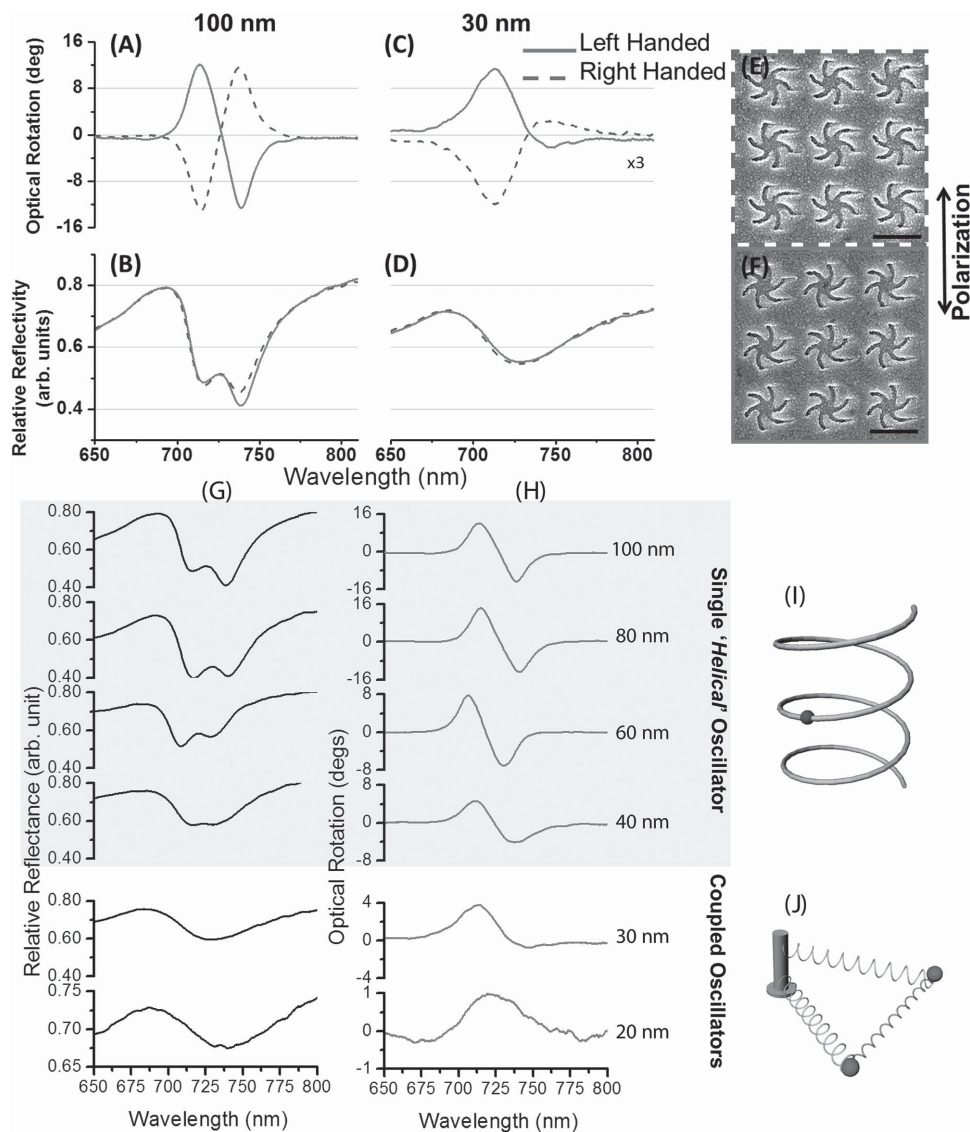 100 nm
30 nm
Left Handed
Right Handed
(A)
(C)
(E)
Optical Rotation (deg)
16
8
0
-8
-16
x3
(B)
(D)
(F)
Polarization
Relative Reflectivity
(arb. units)
0.8
0.6
0.4
650 700 750 800
650 700 750 800
Wavelength (nm)
(G)
(H)
Relative Reflectance (arb. unit)
Optical Rotation (degs)
0.80
0.60
0.40
16
0
-16
100 nm
0.80
0.60
0.40
16
0
-16
80 nm
0.80
0.60
0.40
8
0
-8
60 nm
0.80
0.60
0.40
8
0
-8
40 nm
Single 'Helical' Oscillator
(I)
0.80
0.60
0.40
4
0
-4
30 nm
0.75
0.70
0.65
1
0
-1
20 nm
Coupled Oscillators
(J)
650 675 700 725 750 775 800
650 675 700 725 750 775 800
Wavelength (nm)
Wavelength (nm)